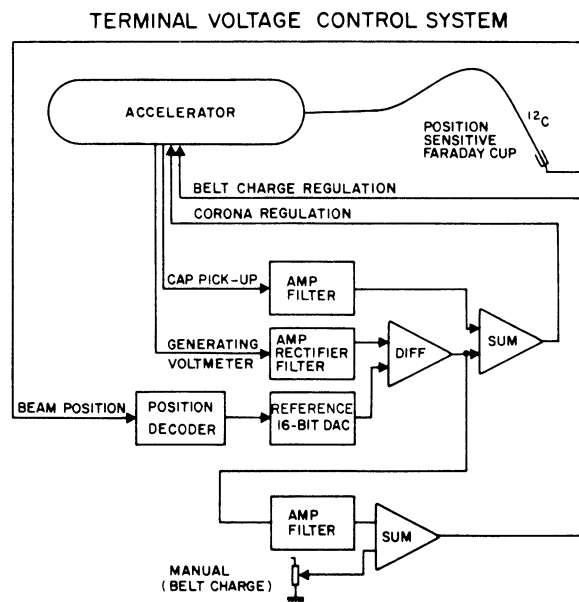 TERMINAL VOLTAGE CONTROL SYSTEM
ACCELERATOR
12C
POSITION
SENSITIVE
FARADAY CUP
BELT CHARGE REGULATION
CORONA REGULATION
CAP PICK-UP
AMP
FILTER
SUM
GENERATING
VOLTMETER
AMP
RECTIFIER
FILTER
DIFF
BEAM POSITION
POSITION
DECODER
REFERENCE
16-BIT DAC
AMP
FILTER
SUM
MANUAL
(BELT CHARGE)